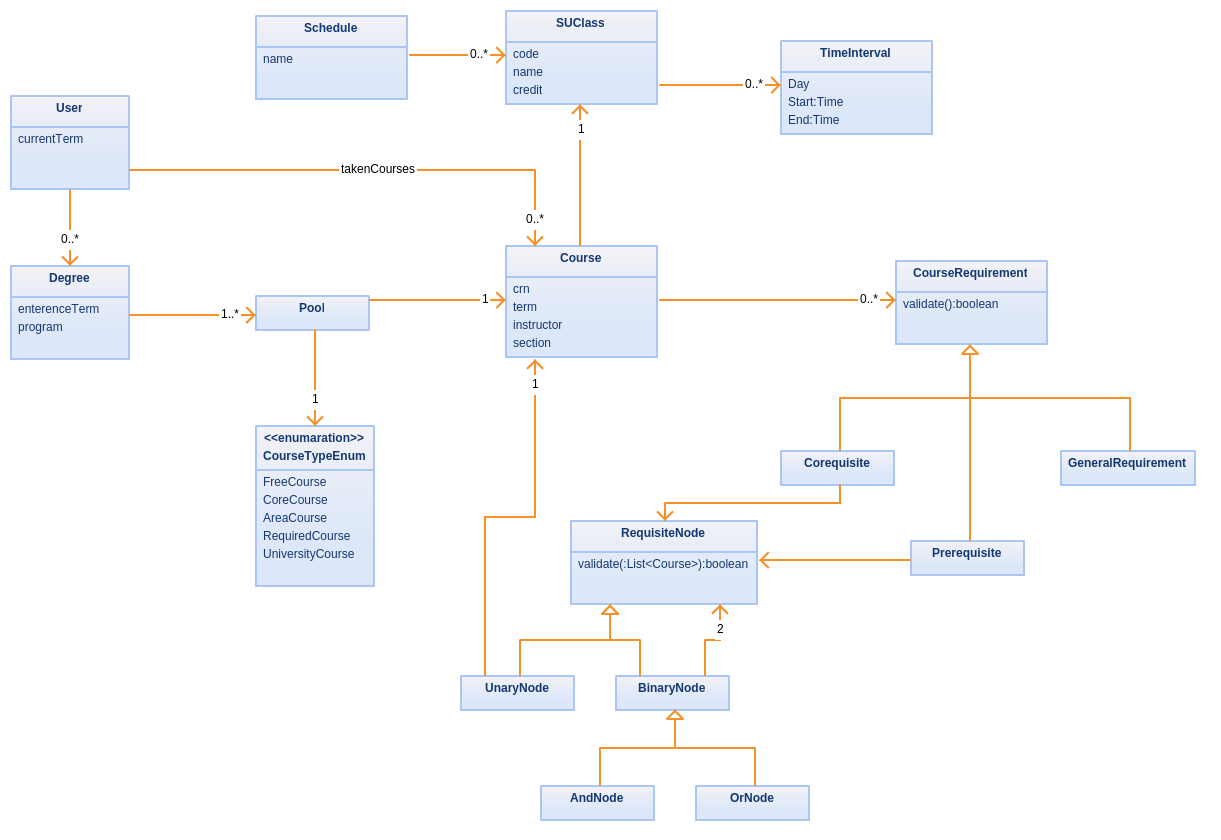 Schedule
name
0..*
SUClass
code
name
credit
0..*
TimeInterval
Day
Start:Time
End:Time
User
currentTerm
takenCourses
0..*
1
0..*
Degree
enterenceTerm
program
1..*
Pool
1
Course
crn
term
instructor
section
0..*
CourseRequirement
validate():boolean
1
<<enumaration>>
CourseTypeEnum
FreeCourse
CoreCourse
AreaCourse
RequiredCourse
UniversityCourse
1
Corequisite
GeneralRequirement
RequisiteNode
validate(:List<Course>):boolean
Prerequisite
2
UnaryNode
BinaryNode
AndNode
OrNode